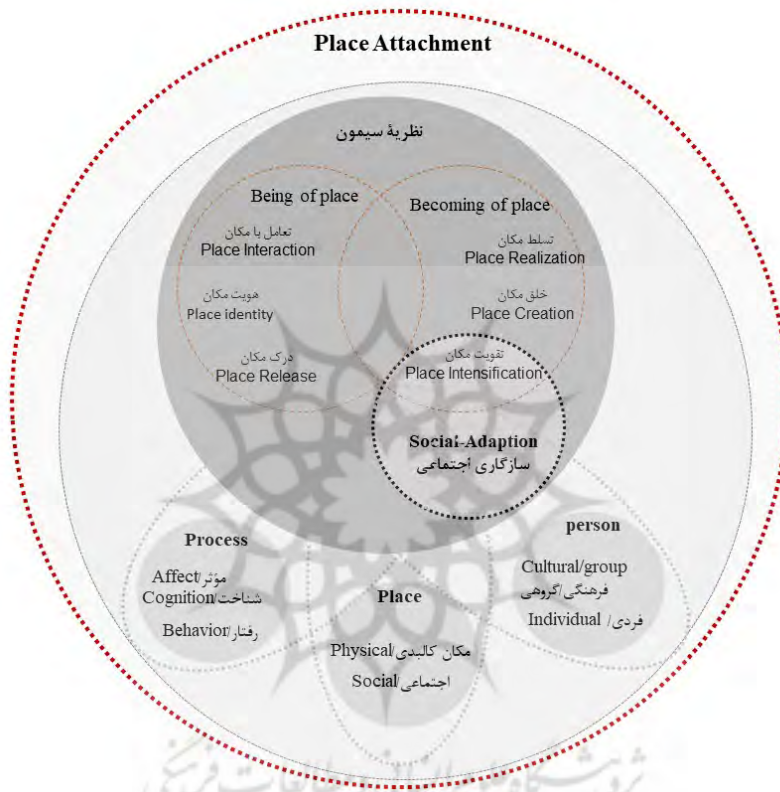 Place Attachment
نظریهٔ سیمون
Being of place
تعامل با مکان
Place Interaction
هویت مکان
Place identity
درک مکان
Place Release
Becoming of place
تسلط مکان
Place Realization
خلق مکان
Place Creation
تقویت مکان
Place Intensification
Social-Adaption
سازگاری اجتماعی
Process
Affect/مؤثر
Cognition/شناخت
Behavior/رفتار
Place
Physical/مکان کالبدی
Social/اجتماعی
person
Cultural/group
فرهنگی/گروهی
Individual /فردی